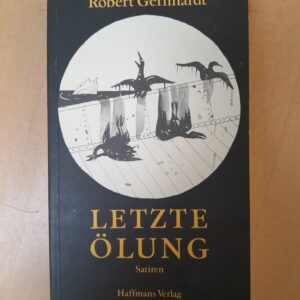 Robert Gernhardt
LETZTE
ÖLUNG
Satiren
Haffmans Verlag